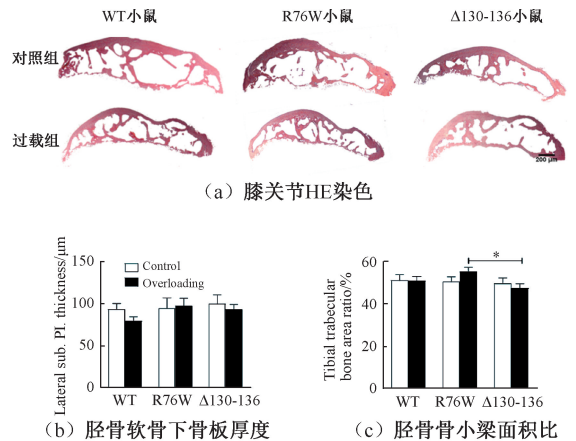 WT小鼠 R76W小鼠 Δ130-136小鼠
对照组
过载组
200 μm
(a) 膝关节HE染色
Lateral sub. PI. thickness/μm
150
100
50
0
Control
Overloading
WT R76W Δ130-136
(b) 胫骨软骨下骨板厚度
Tibial trabecular
bone area ratio/%
60
40
20
0
*
WT R76W Δ130-136
(c) 胫骨骨小梁面积比